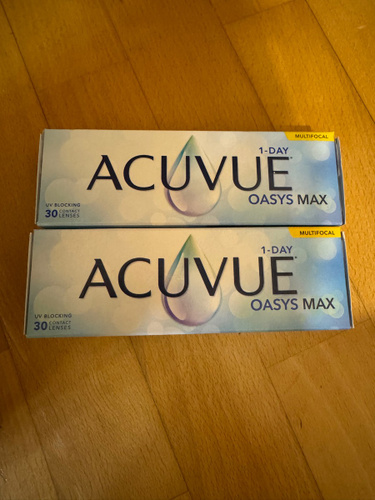 MULTIFOCAL
1-DAY
ACUVUE®
OASYS MAX
UV BLOCKING
30 CONTACT
LENSES
MULTIFOCAL
1-DAY
ACUVUE®
OASYS MAX
UV BLOCKING
30 CONTACT
LENSES